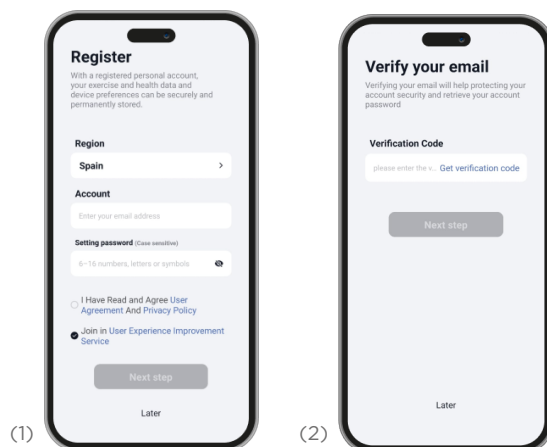 Register
With a registered personal account,
your exercise and health data and
device preferences can be securely and
permanently stored.
Region
Spain
Account
Enter your email address
Setting password (Case sensitive)
6-16 numbers, letters or symbols
I Have Read and Agree User
Agreement And Privacy Policy
Join in User Experience Improvement
Service
Next step
Later
(1)
Verify your email
Verifying your email will help protecting your
account security and retrieve your account
password
Verification Code
please enter the v... Get verification code
Next step
Later
(2)